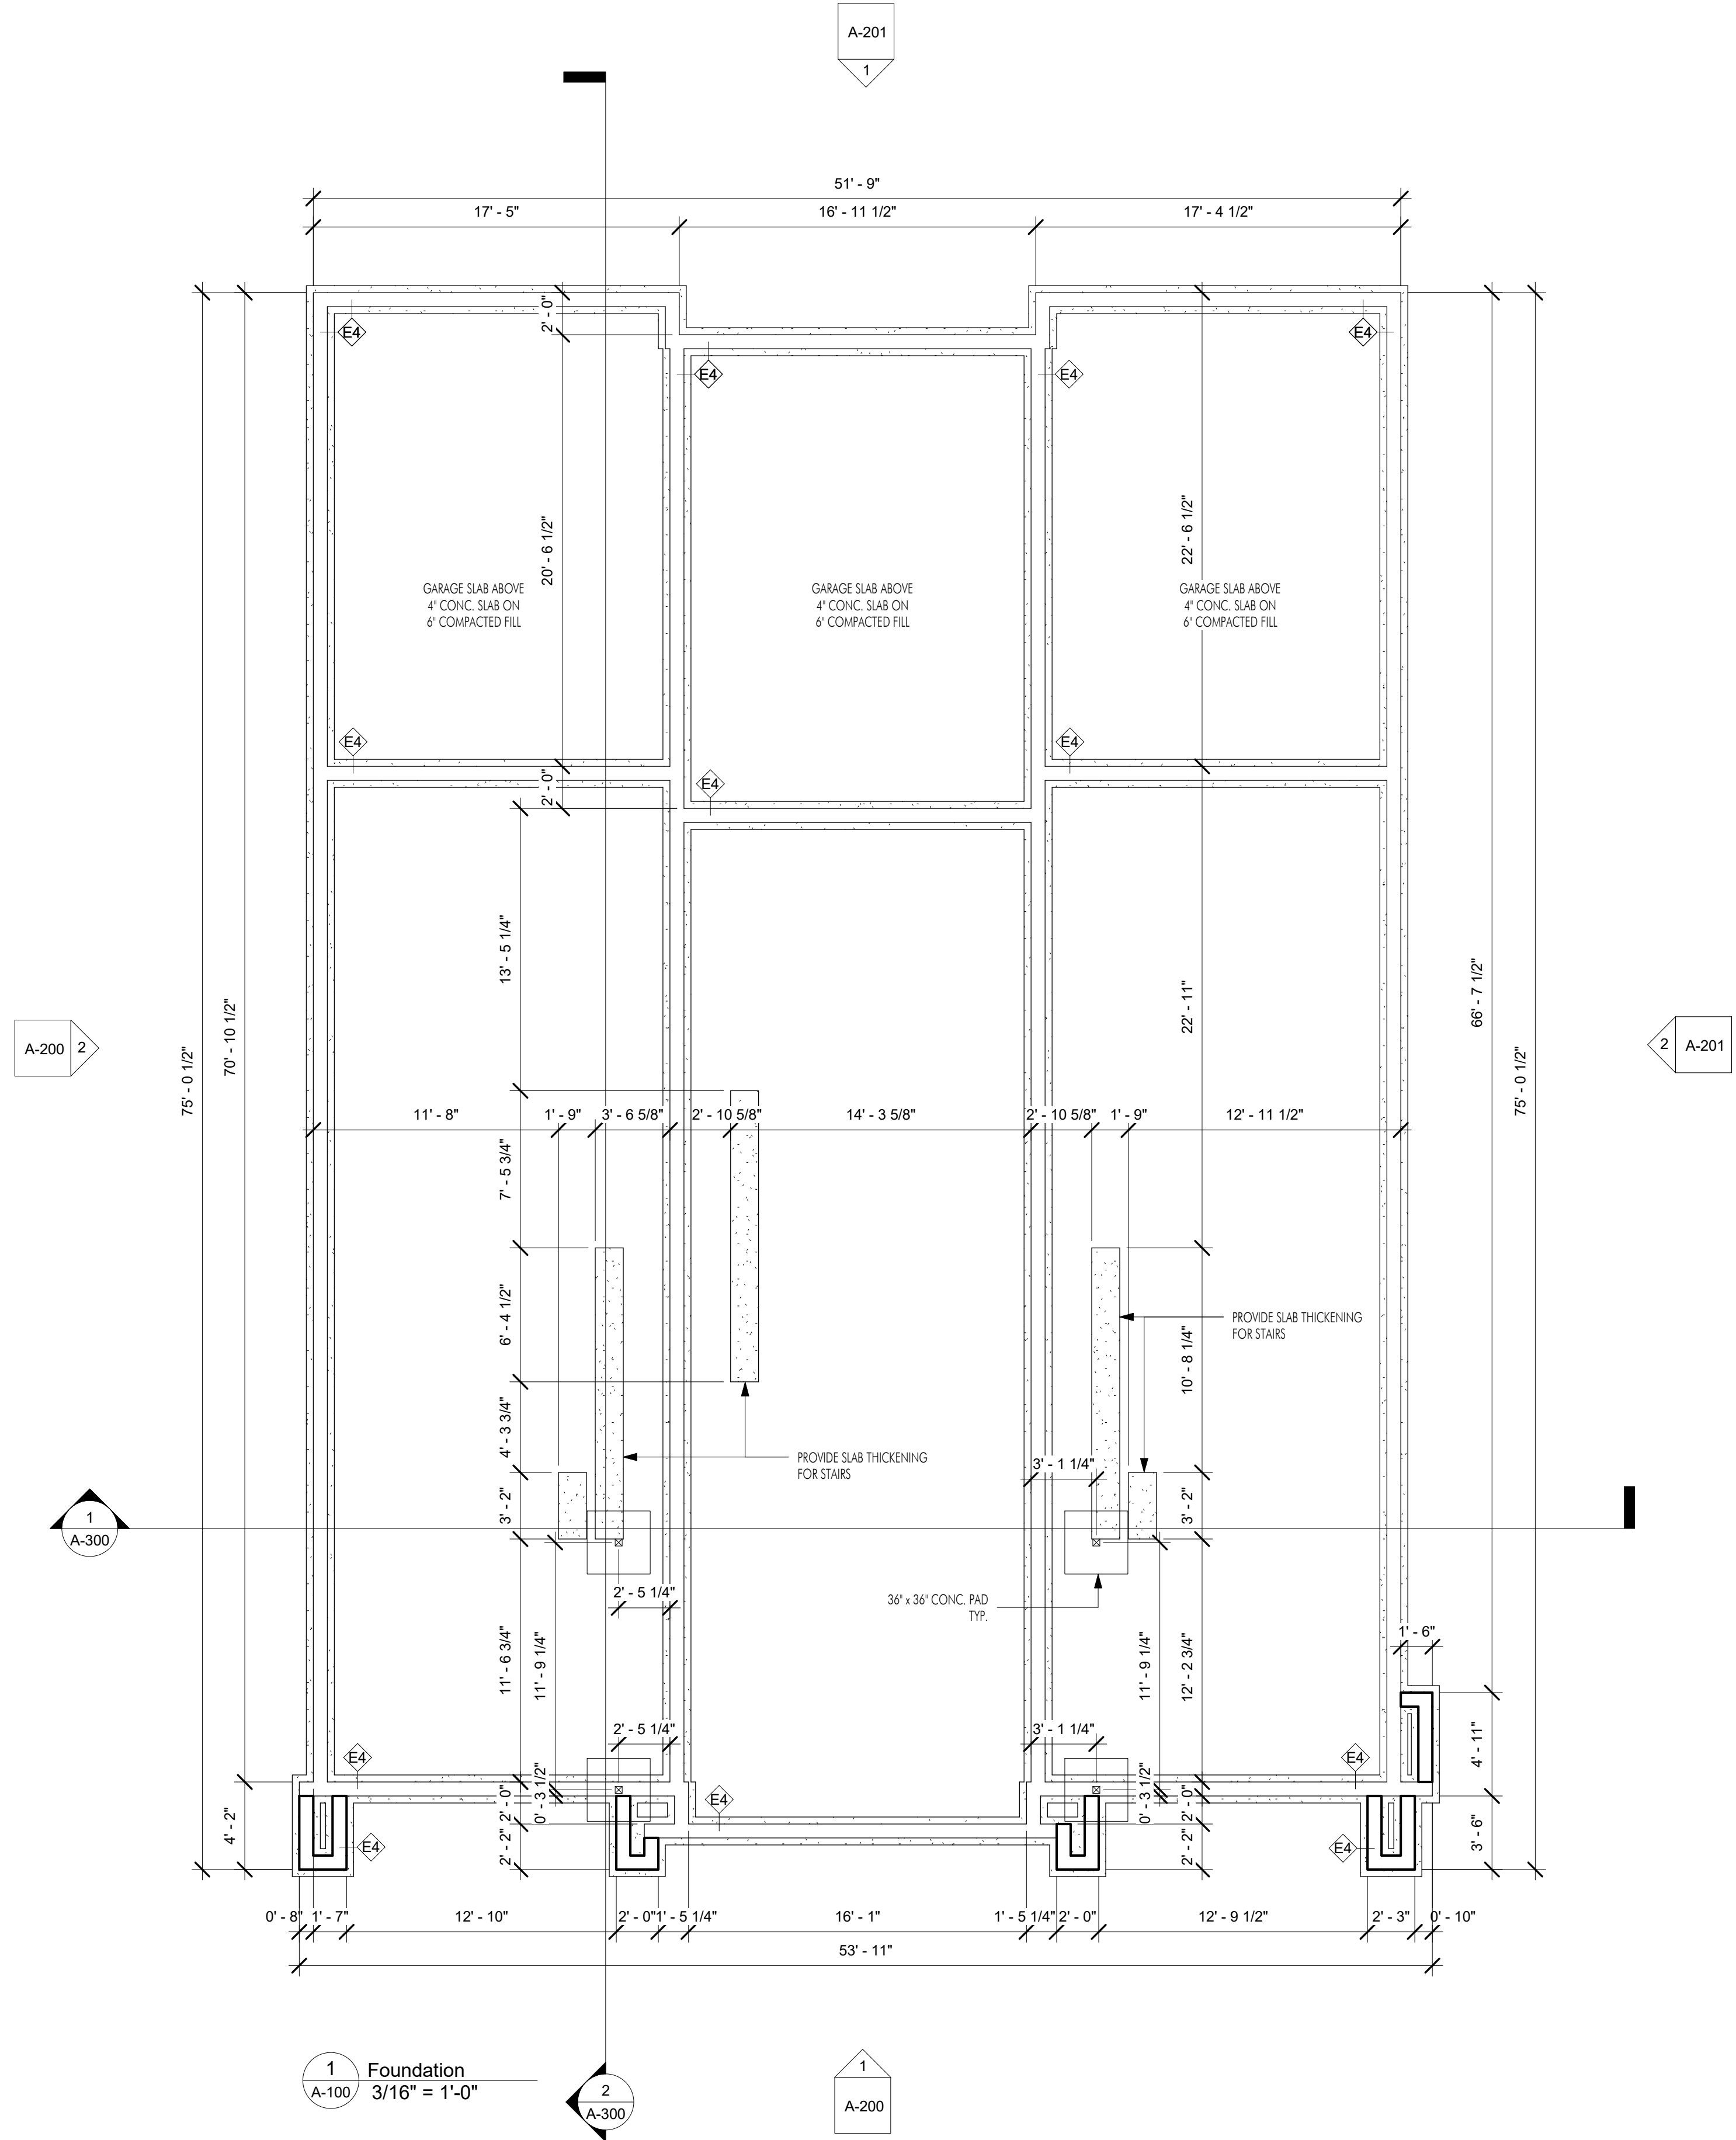 A-201
1
51' - 9"
17' - 5"
16' - 11 1/2"
17' - 4 1/2"
2' - 0"
E4
E4
E4
E4
E4
20' - 6 1/2"
22' - 6 1/2"
GARAGE SLAB ABOVE
4" CONC. SLAB ON
6" COMPACTED FILL
GARAGE SLAB ABOVE
4" CONC. SLAB ON
6" COMPACTED FILL
GARAGE SLAB ABOVE
4" CONC. SLAB ON
6" COMPACTED FILL
E4
E4
E4
2' - 0"
13' - 5 1/4"
22' - 11"
75' - 0 1/2"
70' - 10 1/2"
66' - 7 1/2"
75' - 0 1/2"
A-200
2
2
A-201
11' - 8"
1' - 9"
3' - 6 5/8"
2' - 10 5/8"
14' - 3 5/8"
2' - 10 5/8"
1' - 9"
12' - 11 1/2"
7' - 5 3/4"
6' - 4 1/2"
10' - 8 1/4"
PROVIDE SLAB THICKENING
FOR STAIRS
4' - 3 3/4"
PROVIDE SLAB THICKENING
FOR STAIRS
3' - 1 1/4"
3' - 2"
3' - 2"
1
A-300
2' - 5 1/4"
36" x 36" CONC. PAD
TYP.
1' - 6"
11' - 6 3/4"
11' - 9 1/4"
11' - 9 1/4"
12' - 2 3/4"
2' - 5 1/4"
3' - 1 1/4"
4' - 11"
E4
E4
E4
2' - 0"
0' - 3 1/2"
0' - 3 1/2"
2' - 0"
4' - 2"
E4
E4
2' - 2"
2' - 2"
3' - 6"
0' - 8"
1' - 7"
12' - 10"
2' - 0"
1' - 5 1/4"
16' - 1"
1' - 5 1/4"
2' - 0"
12' - 9 1/2"
2' - 3"
0' - 10"
53' - 11"
1
A-100
Foundation
3/16" = 1'-0"
2
A-300
1
A-200